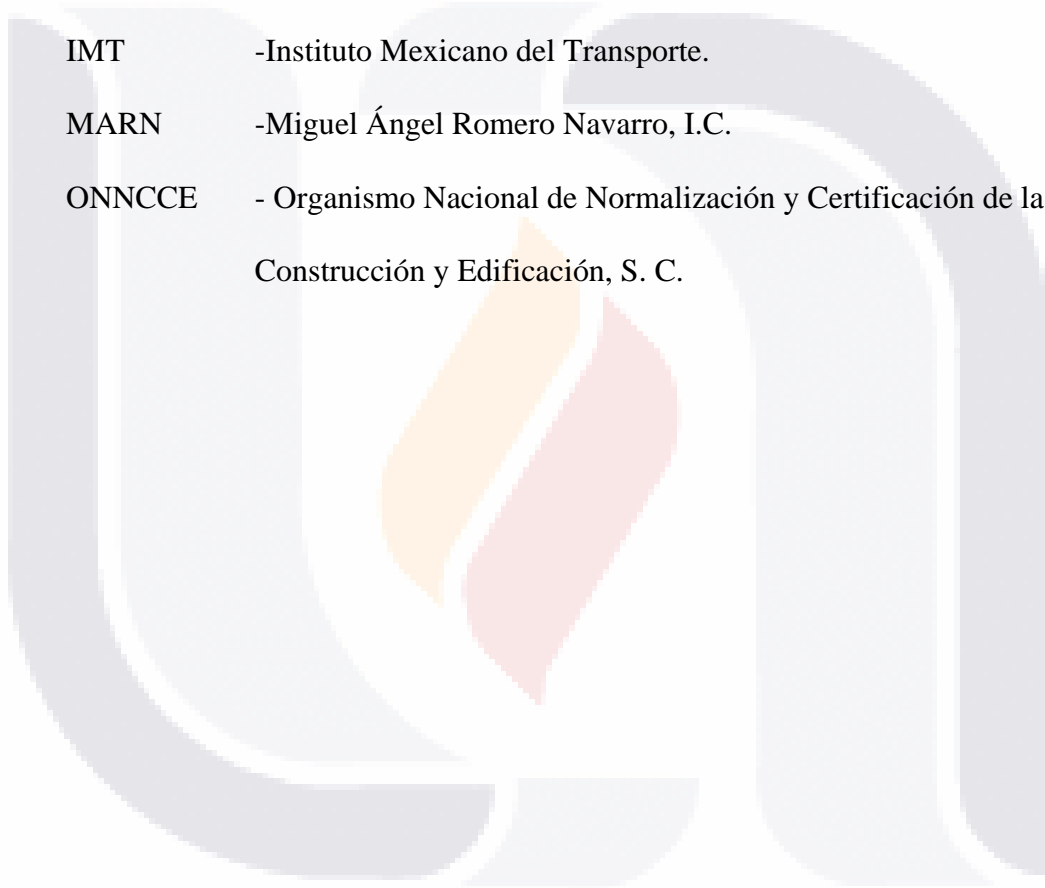 IMT -Instituto Mexicano del Transporte.
MARN -Miguel Ángel Romero Navarro, I.C.
ONNCCE - Organismo Nacional de Normalización y Certificación de la
Construcción y Edificación, S. C.